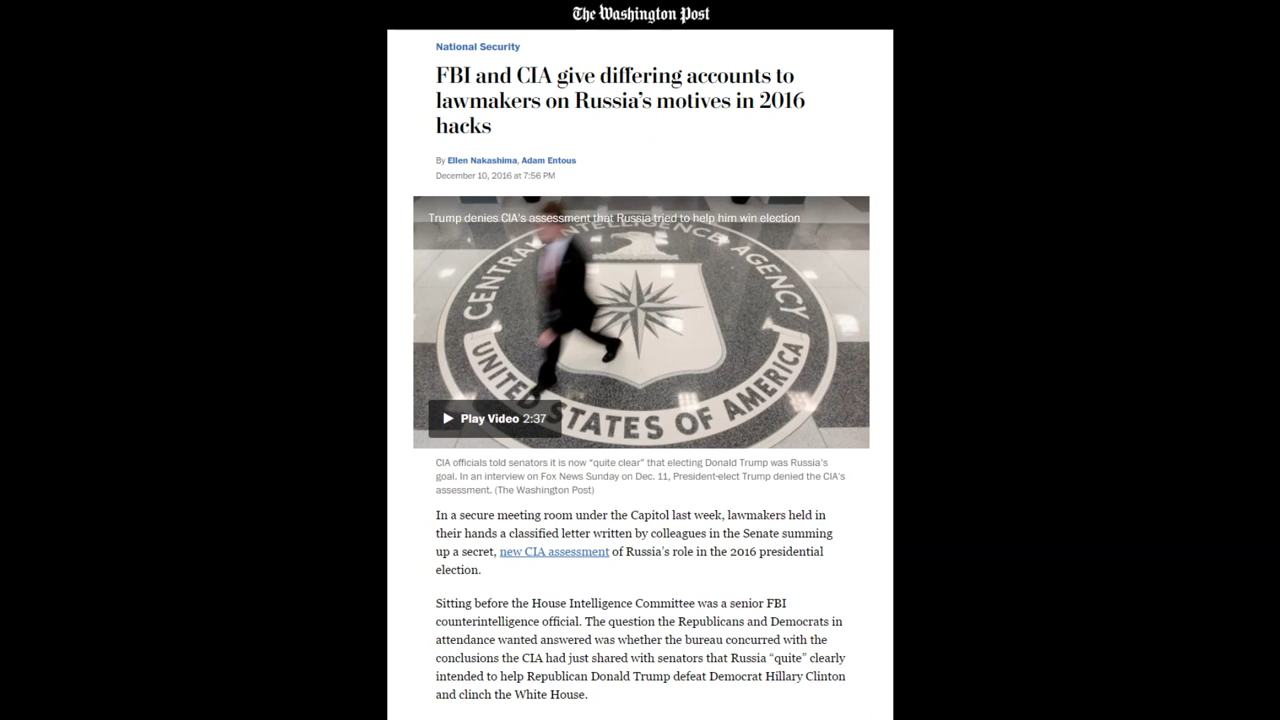 The Washington Post
National Security
FBI and CIA give differing accounts to
lawmakers on Russia's motives in 2016
hacks
By Ellen Nakashima, Adam Entous
December 10, 2016 at 7:56 PM
Trump denies CIA's assessment that Russia tried to help him win election
CENTRAL INTELLIGENCE AGENCY
UNITED STATES OF AMERICA
Play Video 2:37
CIA officials told senators it is now “quite clear” that electing Donald Trump was Russia's
goal. In an interview on Fox News Sunday on Dec. 11, President-elect Trump denied the CIA's
assessment. (The Washington Post)
In a secure meeting room under the Capitol last week, lawmakers held in
their hands a classified letter written by colleagues in the Senate summing
up a secret, new CIA assessment of Russia's role in the 2016 presidential
election.
Sitting before the House Intelligence Committee was a senior FBI
counterintelligence official. The question the Republicans and Democrats in
attendance wanted answered was whether the bureau concurred with the
conclusions the CIA had just shared with senators that Russia “quite” clearly
intended to help Republican Donald Trump defeat Democrat Hillary Clinton
and clinch the White House.